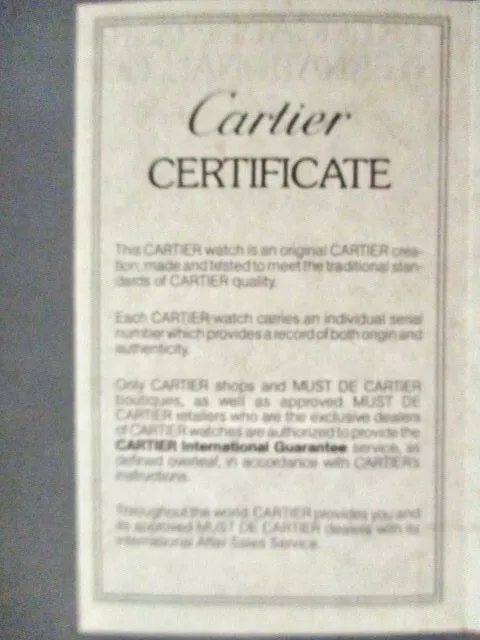 Cartier
CERTIFICATE
This CARTIER watch is an original CARTIER crea-
tion, made and tested to meet the traditional stan-
dards of CARTIER quality.
Each CARTIER watch carries an individual serial
number which provides a record of both origin and
authenticity.
Only CARTIER shops and MUST DE CARTIER
boutiques, as well as approved MUST DE
CARTIER retailers who are the exclusive dealers
of CARTIER watches are authorized to provide the
CARTIER International Guarantee service, as
defined overleaf, in accordance with CARTIER's
instructions.
Throughout the world CARTIER provides you and
its approved MUST DE CARTIER dealers with its
international After Sales Service.